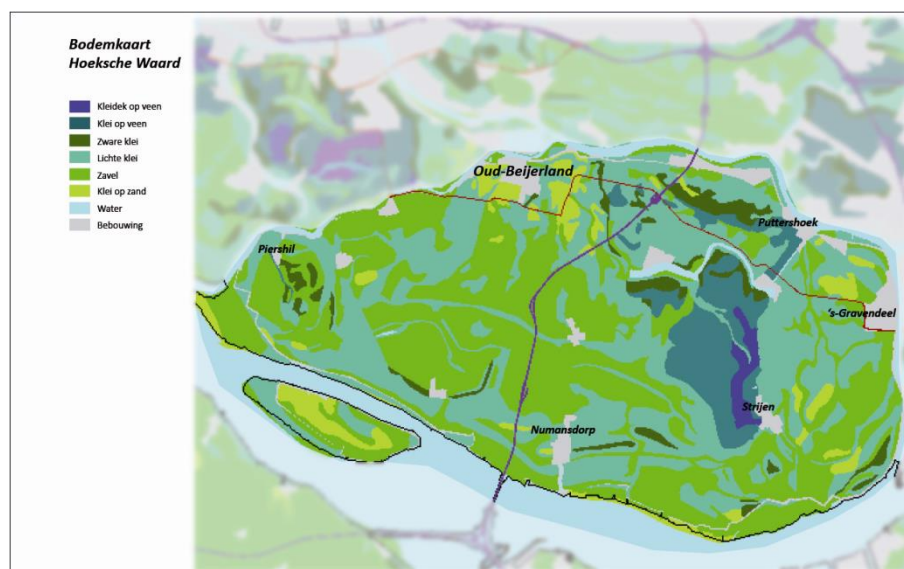 Bodemkaart
Hoeksche Waard
Kleidek op veen
Klei op veen
Zware klei
Lichte klei
Zavel
Klei op zand
Water
Bebouwing
Oud-Beijerland
Puttershoek
Piershil
's-Gravendeel
Strijen
Numansdorp